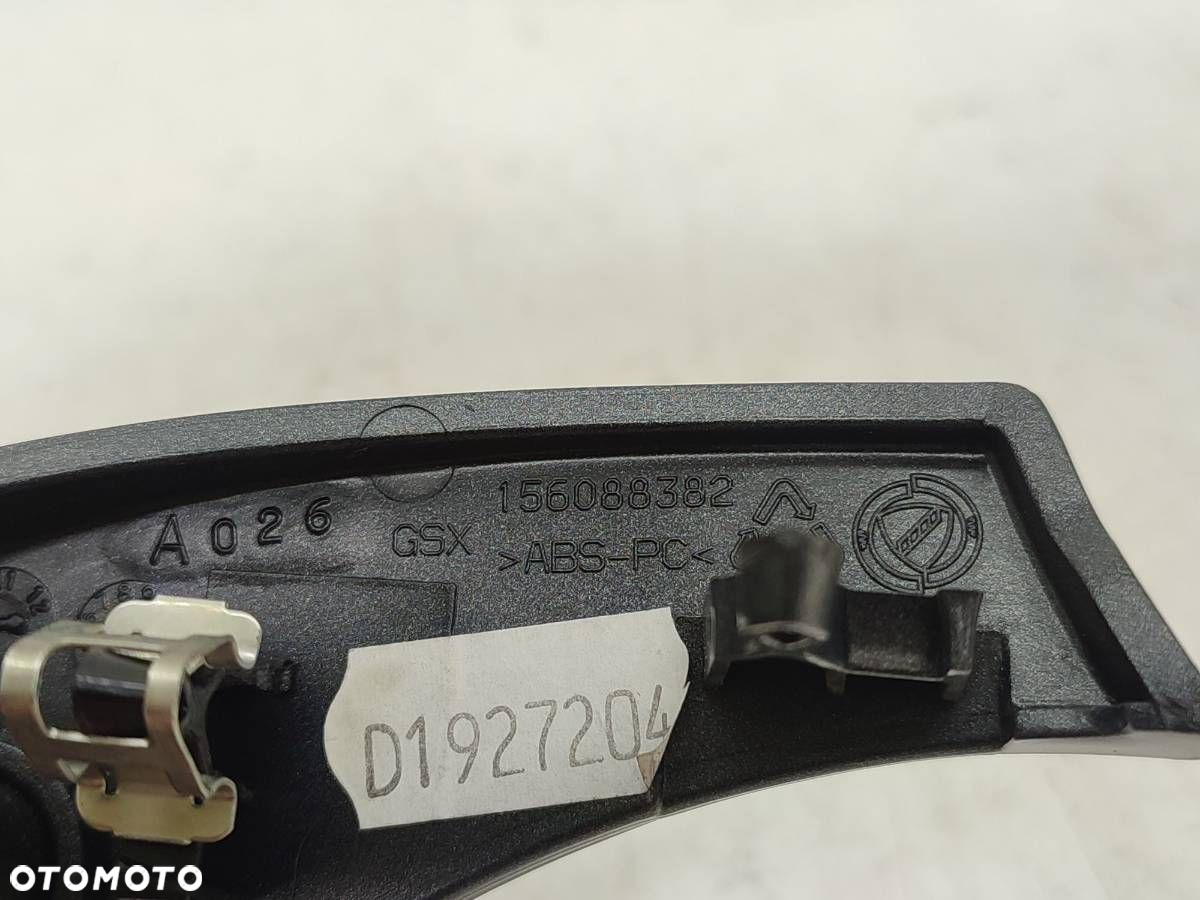 156088382
A026
GSX >ABS-PC<
D1927204
OTOMOTO